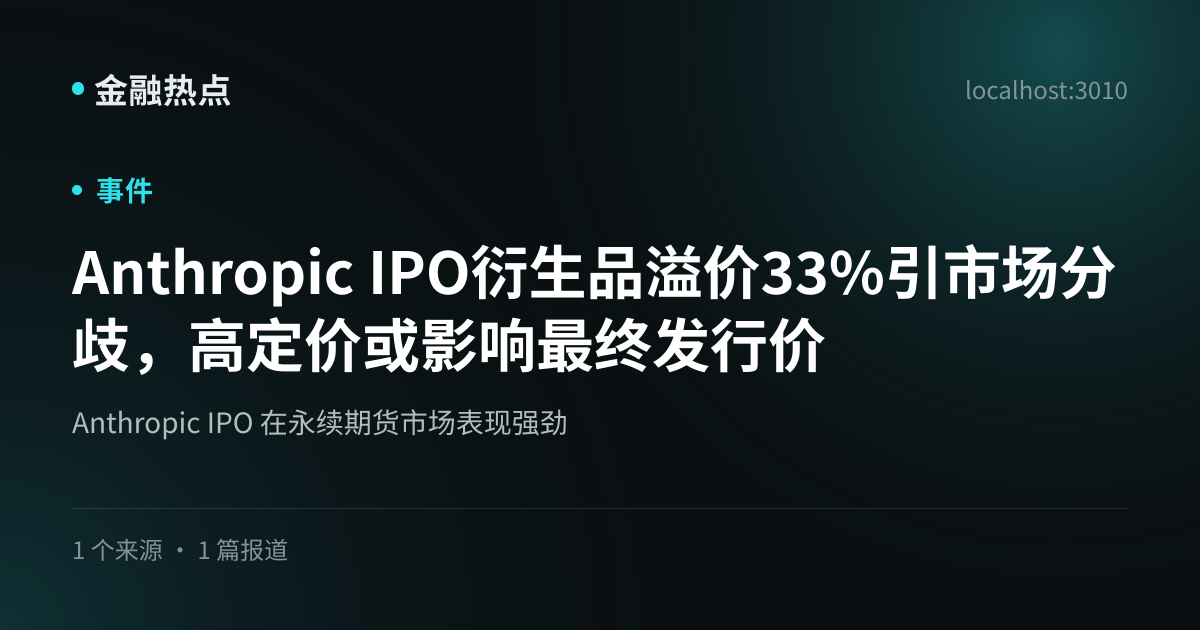 金融热点
localhost:3010
事件
Anthropic IPO衍生品溢价33%引市场分
歧，高定价或影响最终发行价
Anthropic IPO 在永续期货市场表现强劲
1 个来源 · 1 篇报道